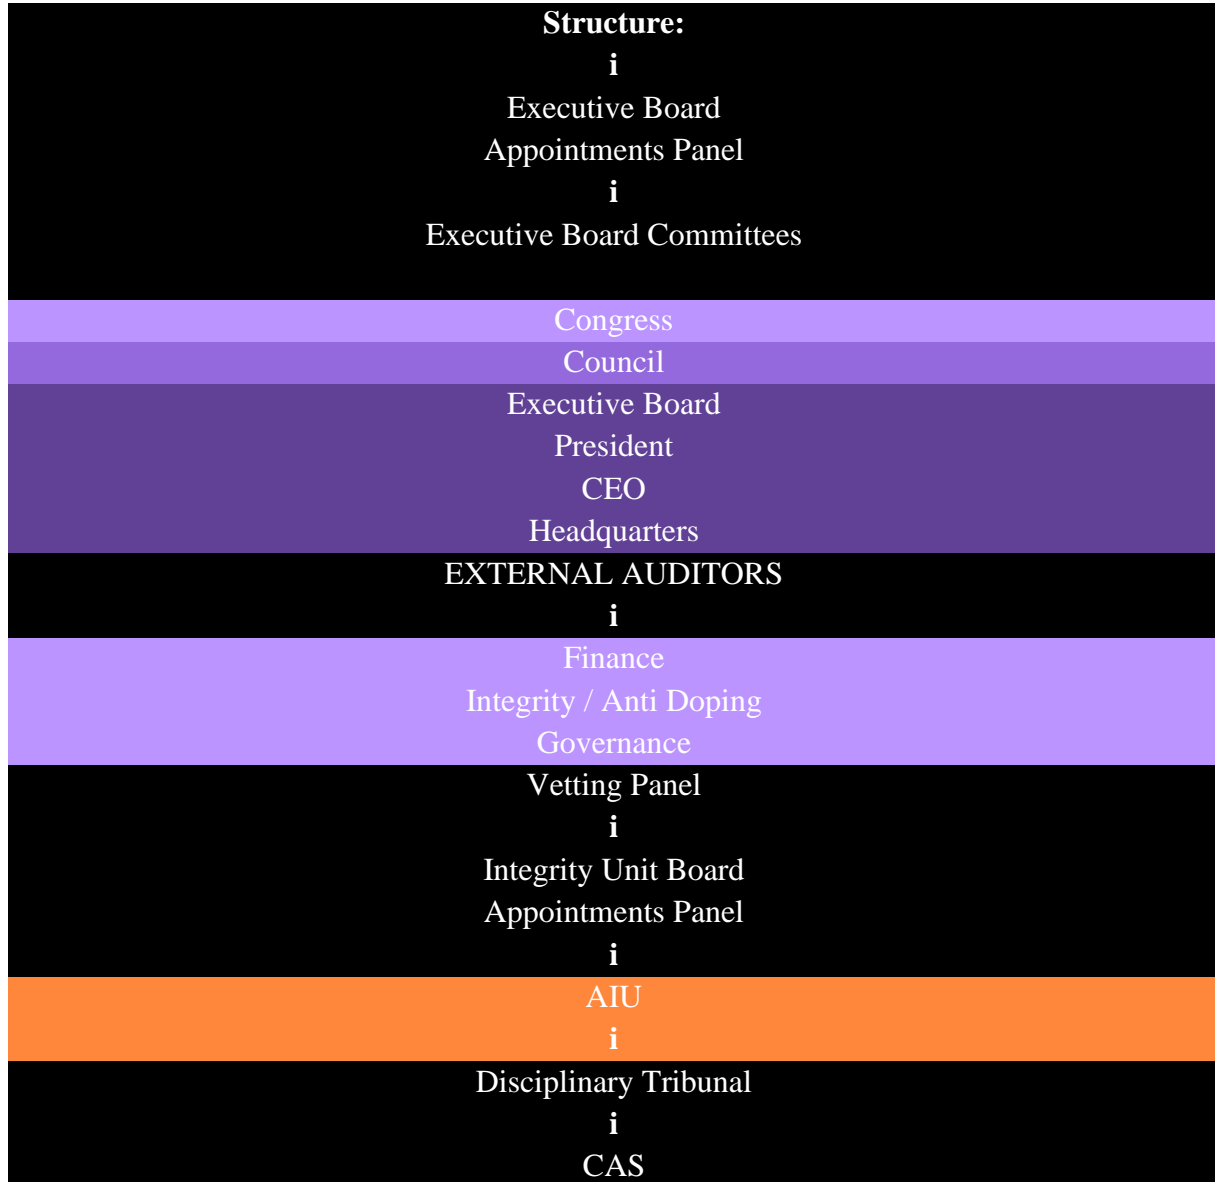 Structure:
i
Executive Board
Appointments Panel
i
Executive Board Committees
Congress
Council
Executive Board
President
CEO
Headquarters
EXTERNAL AUDITORS
i
Finance
Integrity / Anti Doping
Governance
Vetting Panel
i
Integrity Unit Board
Appointments Panel
i
AIU
i
Disciplinary Tribunal
i
CAS